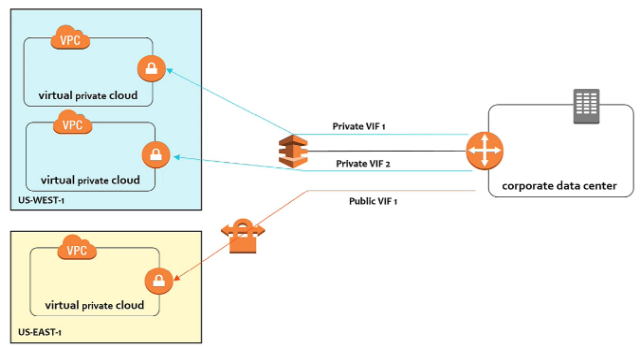 VPC
virtual private cloud
VPC
virtual private cloud
US-WEST-1
Private VIF 1
Private VIF 2
Public VIF 1
corporate data center
VPC
virtual private cloud
US-EAST-1